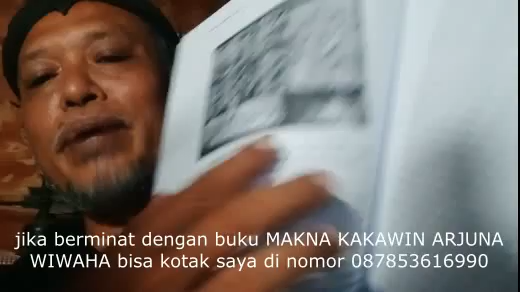 jika berminat dengan buku MAKNA KAKAWIN ARJUNA
WIWAHA bisa kotak saya di nomor 087853616990